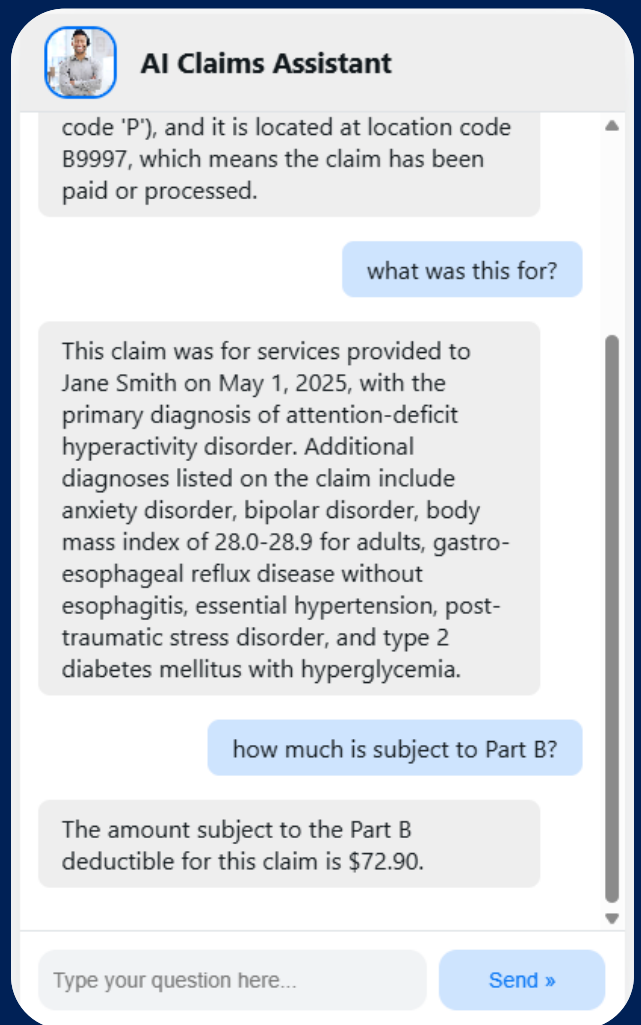 AI Claims Assistant
code 'P'), and it is located at location code
B9997, which means the claim has been
paid or processed.
what was this for?
This claim was for services provided to
Jane Smith on May 1, 2025, with the
primary diagnosis of attention-deficit
hyperactivity disorder. Additional
diagnoses listed on the claim include
anxiety disorder, bipolar disorder, body
mass index of 28.0-28.9 for adults, gastro-
esophageal reflux disease without
esophagitis, essential hypertension, post-
traumatic stress disorder, and type 2
diabetes mellitus with hyperglycemia.
how much is subject to Part B?
The amount subject to the Part B
deductible for this claim is $72.90.
Type your question here...
Send »